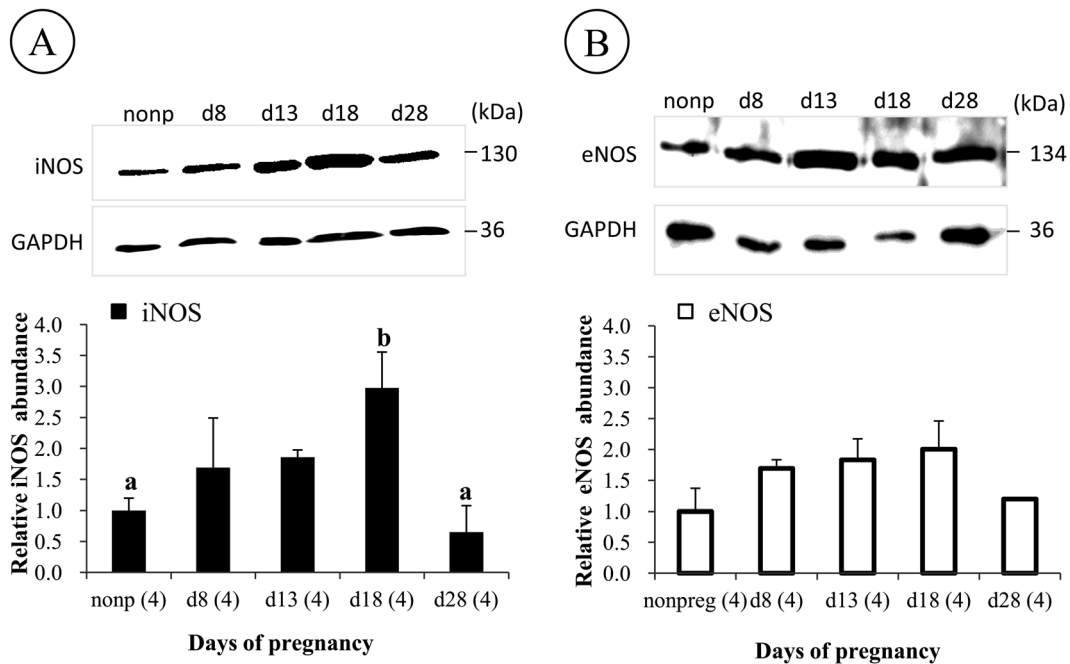 A
nonp d8 d13 d18 d28 (kDa)
iNOS 130
GAPDH 36
iNOS
Relative iNOS abundance
4.0
3.5
3.0
2.5
2.0
1.5
1.0
0.5
0.0
a
b
a
nonp (4) d8 (4) d13 (4) d18 (4) d28 (4)
Days of pregnancy
B
nonp d8 d13 d18 d28 (kDa)
eNOS 134
GAPDH 36
eNOS
Relative eNOS abundance
4.0
3.5
3.0
2.5
2.0
1.5
1.0
0.5
0.0
nonpreg (4) d8 (4) d13 (4) d18 (4) d28 (4)
Days of pregnancy